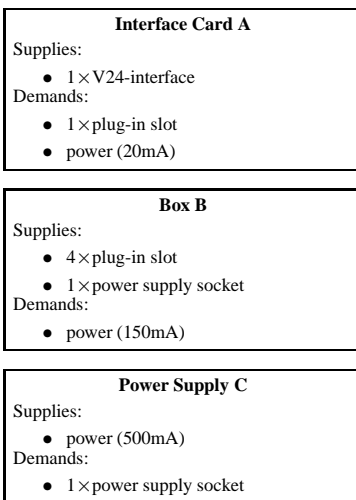 Interface Card A
Supplies:
• 1×V24-interface
Demands:
• 1×plug-in slot
• power (20mA)
Box B
Supplies:
• 4×plug-in slot
• 1×power supply socket
Demands:
• power (150mA)
Power Supply C
Supplies:
• power (500mA)
Demands:
• 1×power supply socket